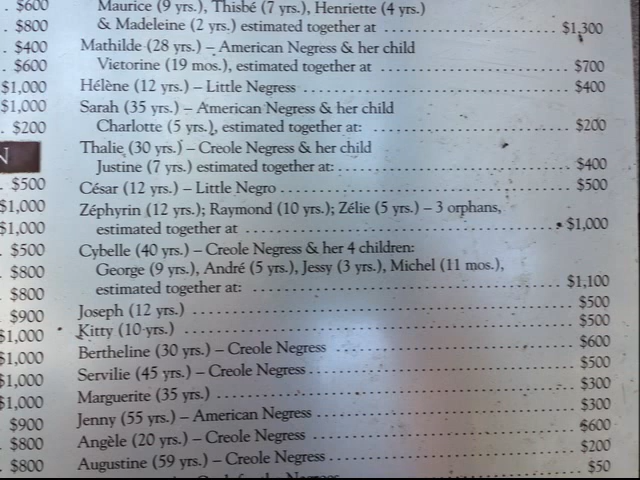 $600
$800
$400
$600
$1,000
$1,000
$200
N
$500
$1,000
$1,000
$500
$800
$800
$900
$1,000
$1,000
$1,000
$1,000
$900
$800
$800
Maurice (9 yrs.), Thisbé (7 yrs.), Henriette (4 yrs.)
& Madeleine (2 yrs.) estimated together at $1,300
Mathilde (28 yrs.) – American Negress & her child
Victorine (19 mos.), estimated together at $700
Hélène (12 yrs.) – Little Negress $400
Sarah (35 yrs.) – American Negress & her child
Charlotte (5 yrs.), estimated together at: $200
Thalie (30 yrs.) – Creole Negress & her child
Justine (7 yrs.) estimated together at: $400
César (12 yrs.) – Little Negro $500
Zéphyrin (12 yrs.); Raymond (10 yrs.); Zélie (5 yrs.) – 3 orphans,
estimated together at $1,000
Cybelle (40 yrs.) – Creole Negress & her 4 children:
George (9 yrs.), André (5 yrs.), Jessy (3 yrs.), Michel (11 mos.),
estimated together at: $1,100
Joseph (12 yrs.) $500
Kitty (10 yrs.) $500
Bertheline (30 yrs.) – Creole Negress $600
Servilie (45 yrs.) – Creole Negress $500
Marguerite (35 yrs.) $300
Jenny (55 yrs.) – American Negress $300
Angèle (20 yrs.) – Creole Negress $600
Augustine (59 yrs.) – Creole Negress $200
$50